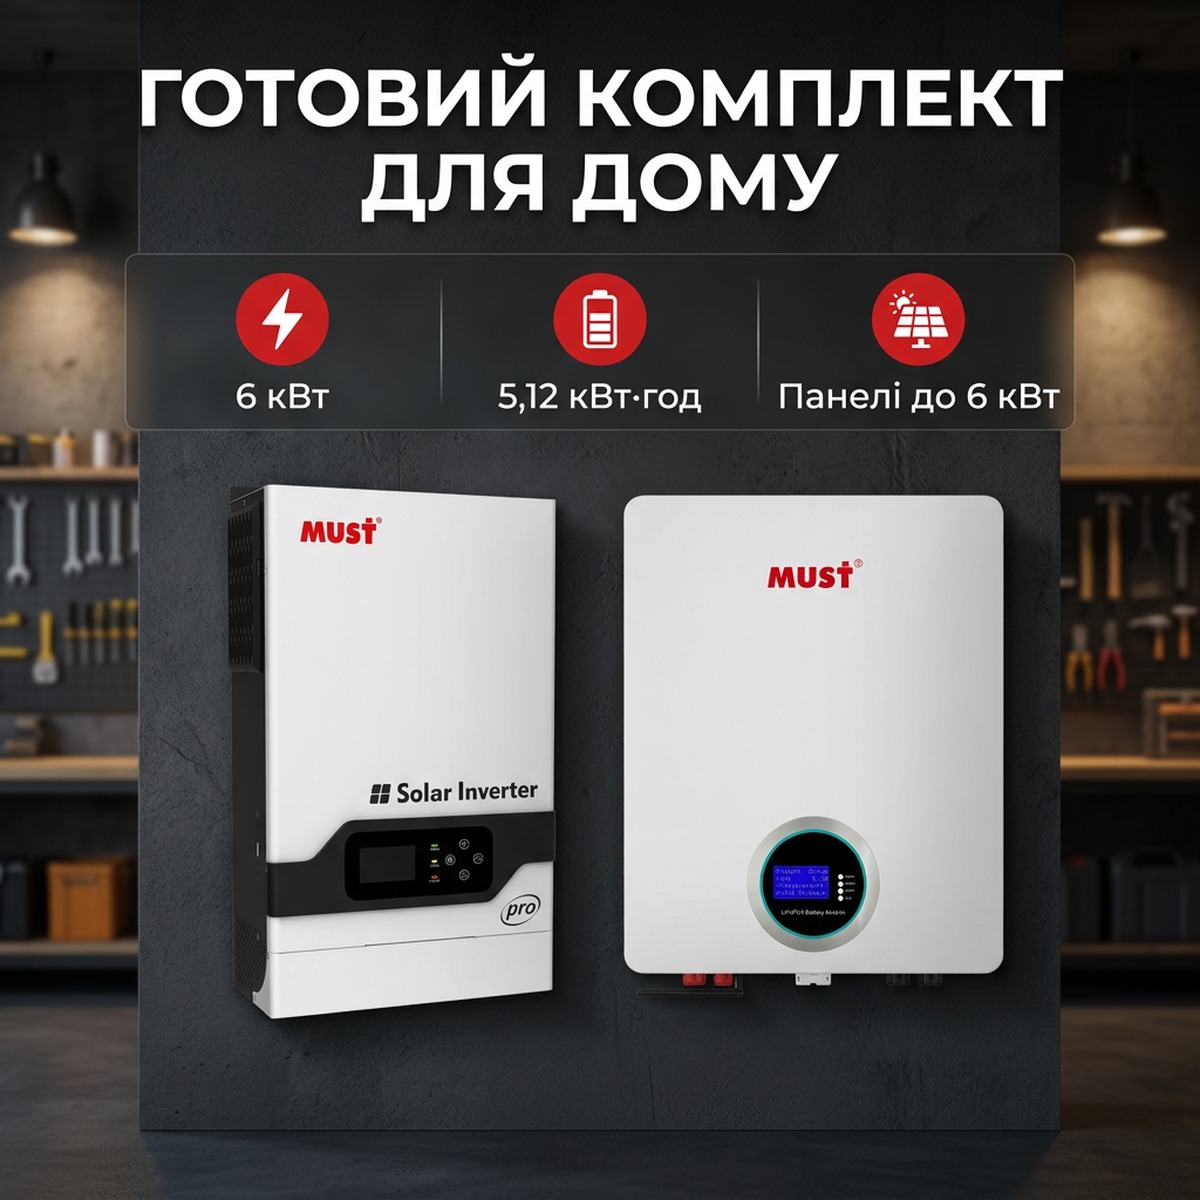 ГОТОВИЙ КОМПЛЕКТ
ДЛЯ ДОМУ
6 кВт
5,12 кВт·год
Панелі до 6 кВт
MUST®
MUST®
Solar Inverter
pro